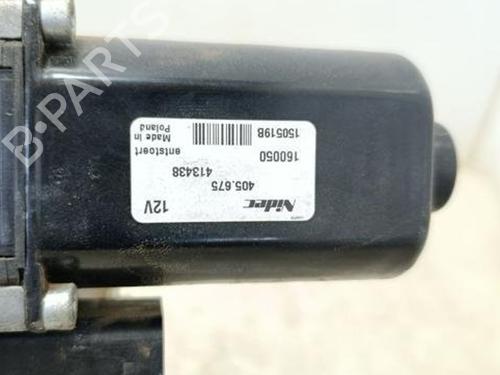 Nidec 12V
405.675
413438
160050
entstoert
1505198
Made in
Poland
B-PARTS